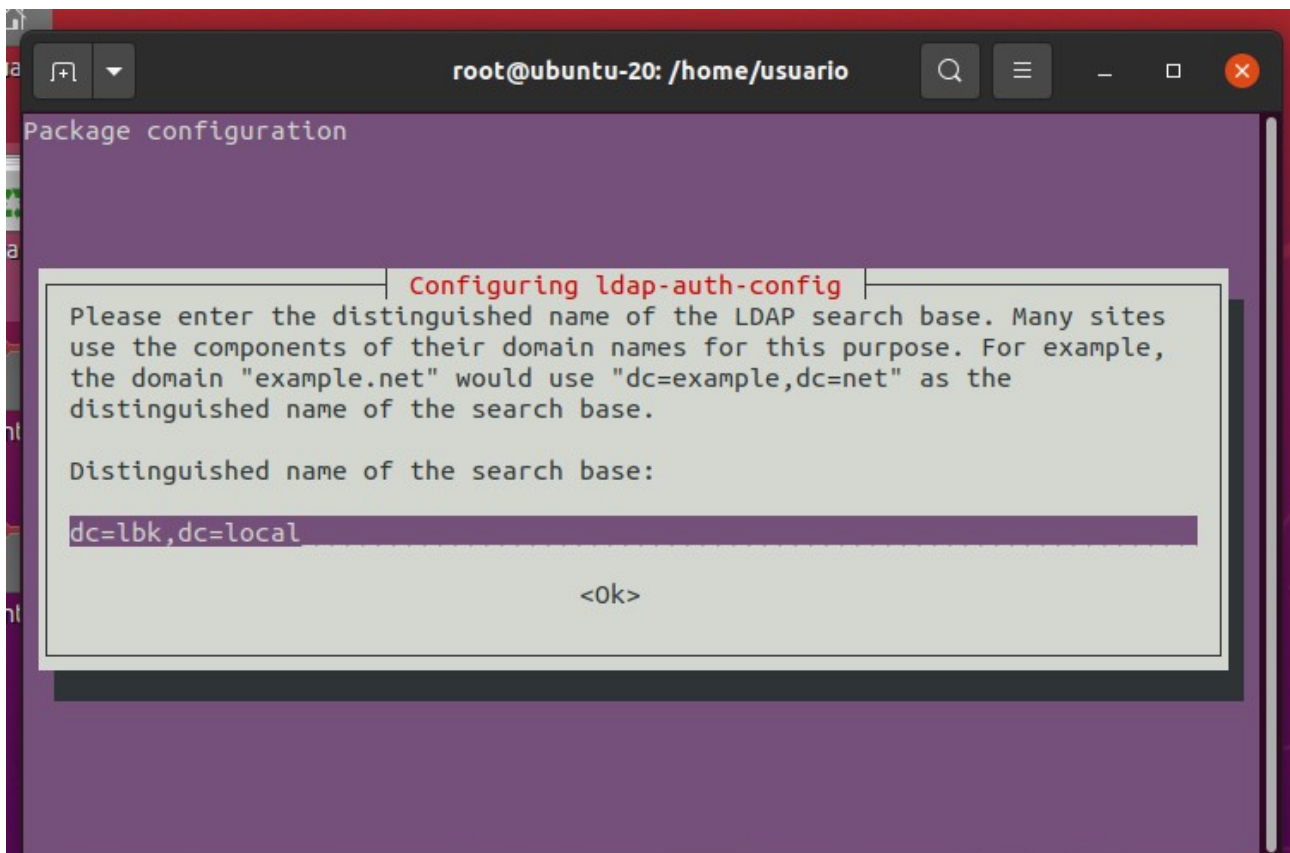 root@ubuntu-20: /home/usuario
Package configuration
Configuring ldap-auth-config
Please enter the distinguished name of the LDAP search base. Many sites
use the components of their domain names for this purpose. For example,
the domain "example.net" would use "dc=example,dc=net" as the
distinguished name of the search base.
Distinguished name of the search base:
dc=lbk,dc=local
<Ok>